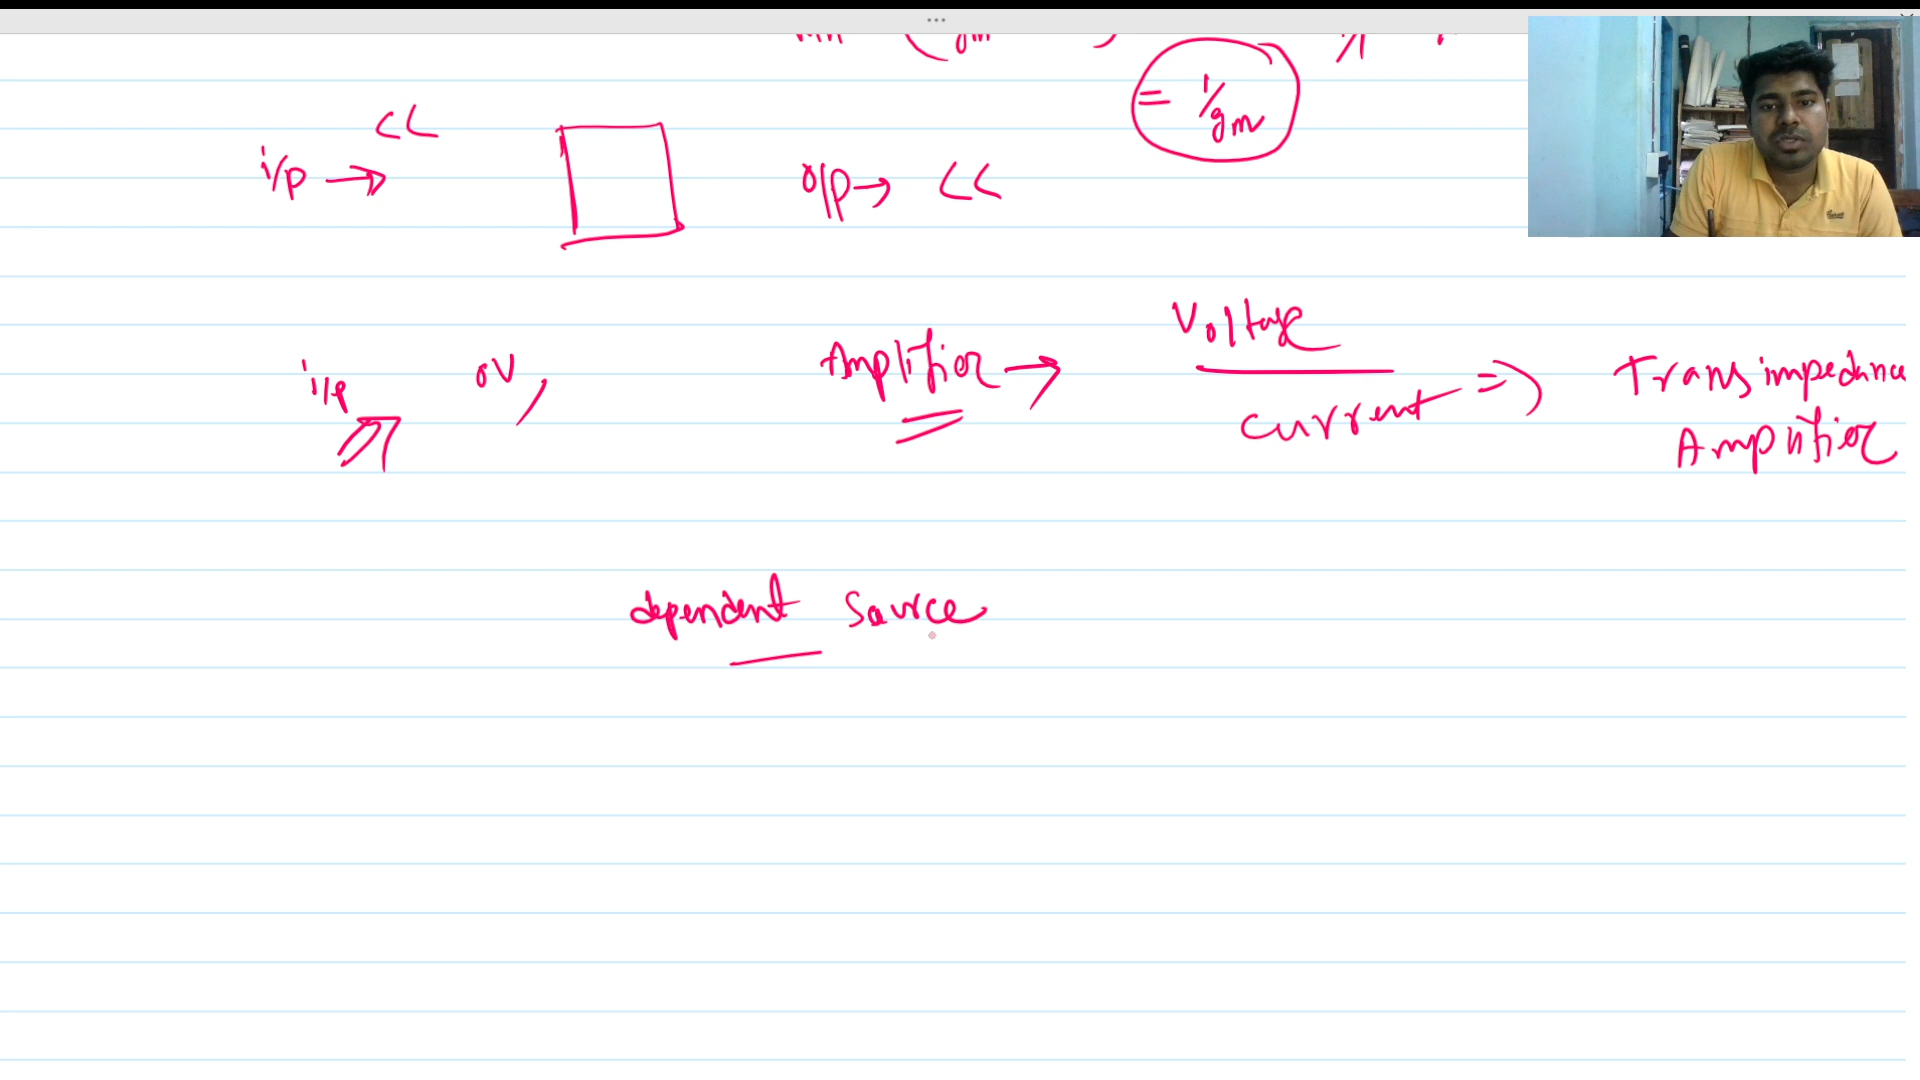 = 1/gm
<<
i/p → o/p → <<
i/p 0V, Amplifier → Voltage / Current => Transimpedance Amplifier
dependent Source